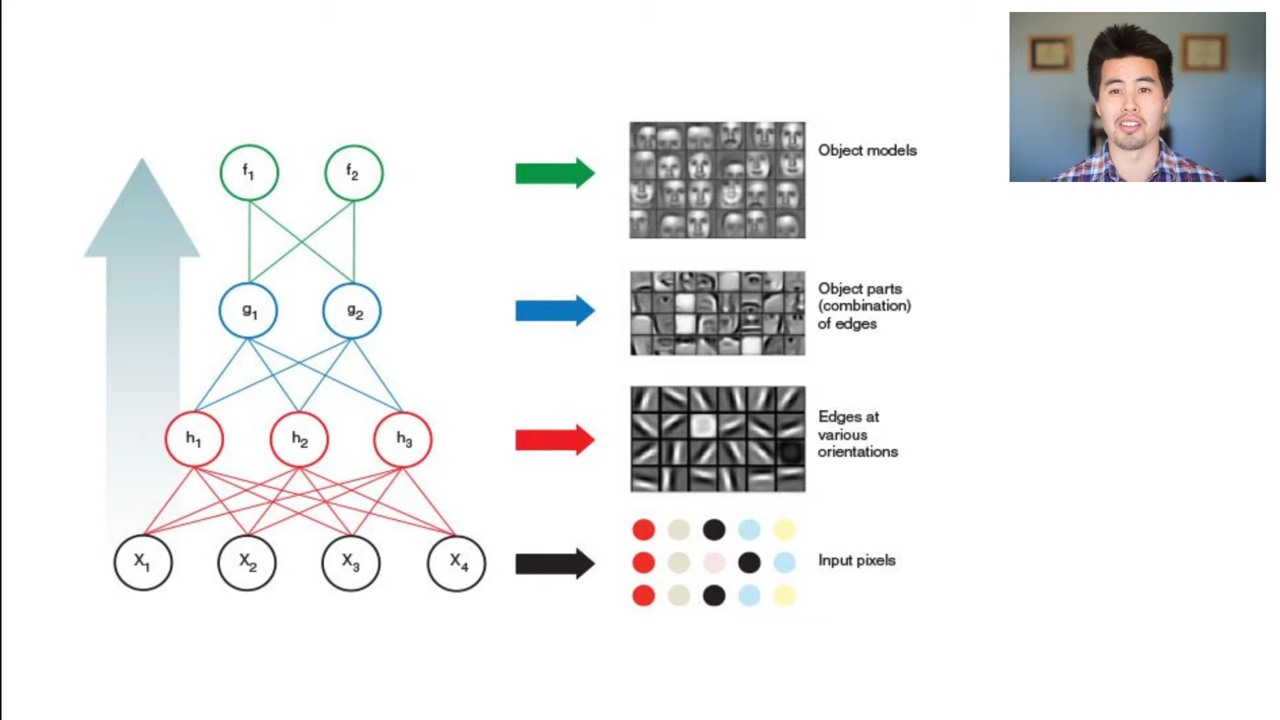 f1 f2
Object models
g1 g2
Object parts
(combination)
of edges
h1 h2 h3
Edges at
various
orientations
X1 X2 X3 X4
Input pixels